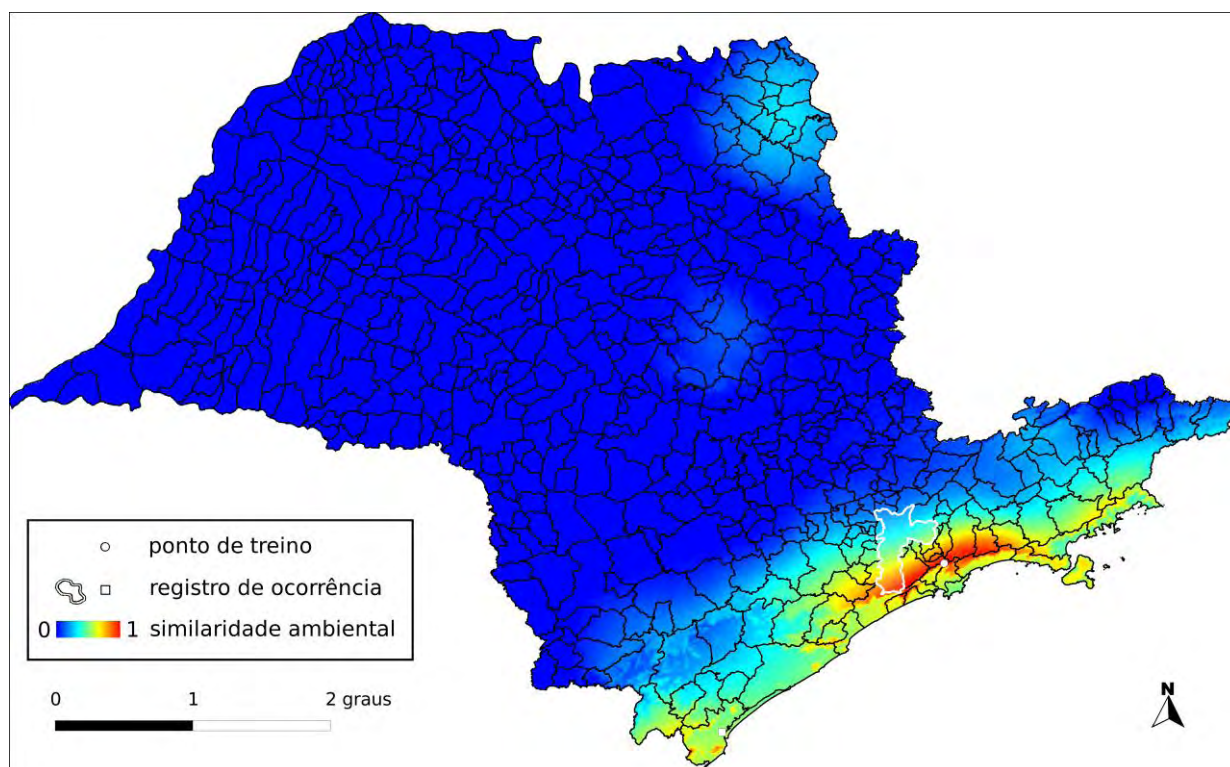 ponto de treino
registro de ocorrência
0 1 similaridade ambiental
0 1 2 graus
N